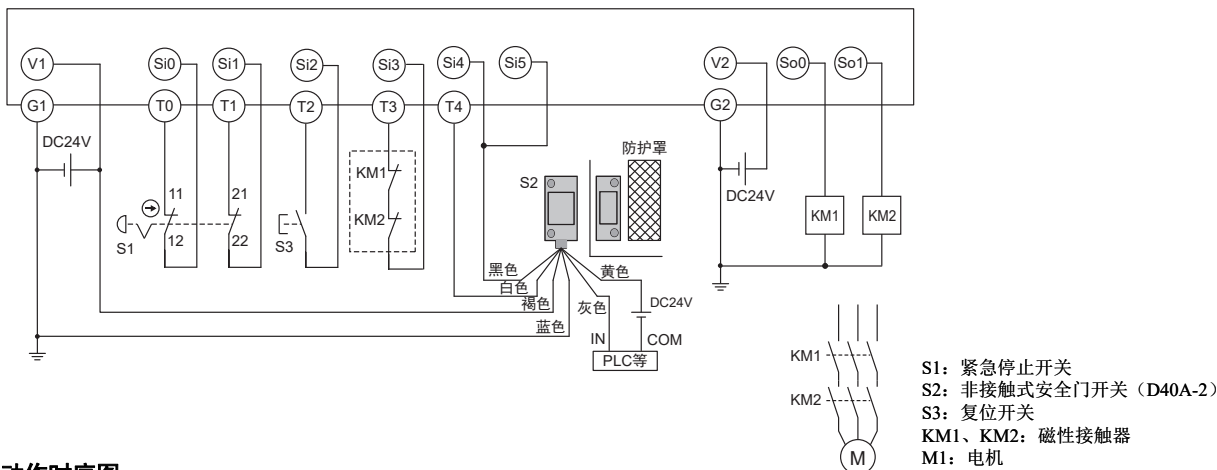 V1 Si0 Si1 Si2 Si3 Si4 Si5 V2 So0 So1
G1 T0 T1 T2 T3 T4 G2
DC24V
防护罩
S2
KM1
DC24V
11 21
KM2
KM1 KM2
12 22
S1
S3
黑色 黄色
白色
褐色 灰色 DC24V
蓝色
IN COM
PLC等
KM1
KM2
M
S1：紧急停止开关
S2：非接触式安全门开关（D40A-2）
S3：复位开关
KM1、KM2：磁性接触器
M1：电机